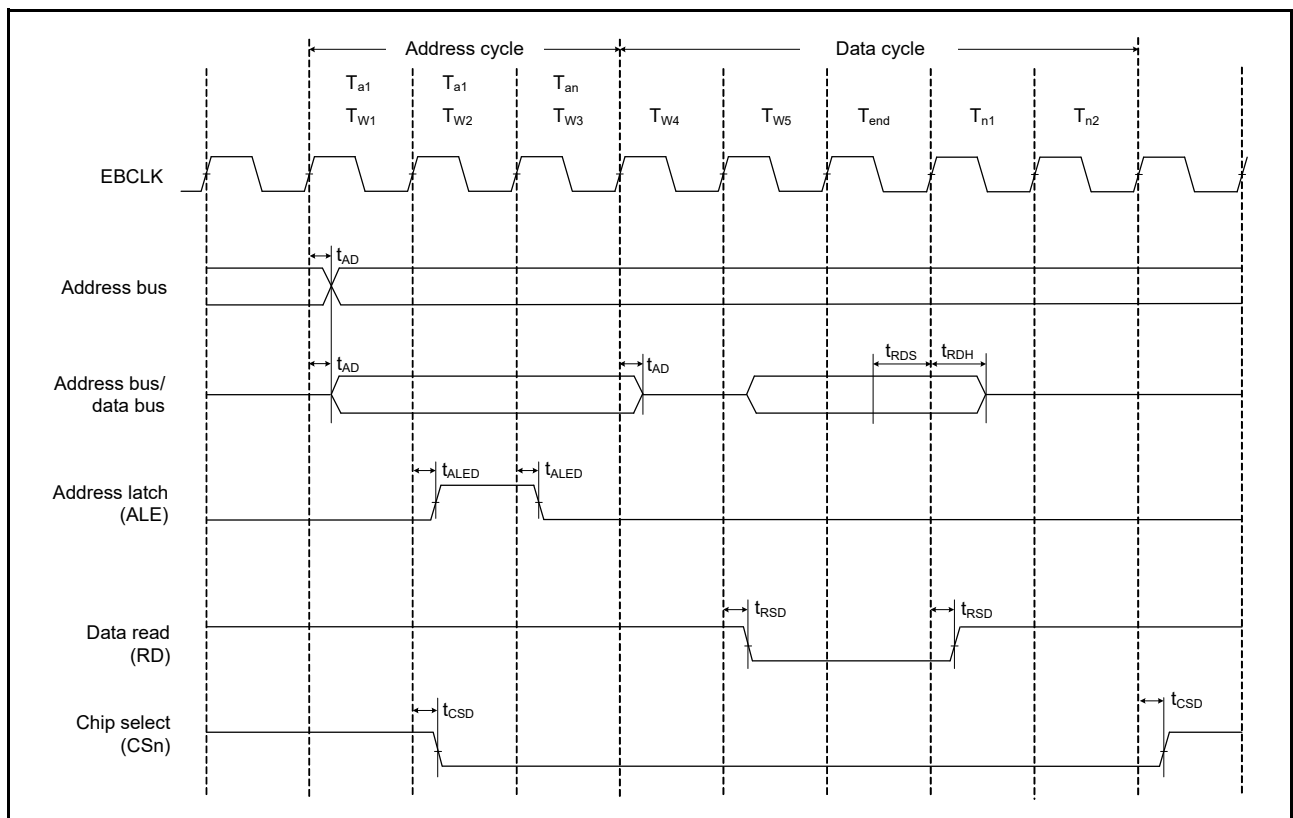 Address cycle Data cycle
Ta1 Ta1 Tan
TW1 TW2 TW3 TW4 TW5 Tend Tn1 Tn2
EBCLK
tAD
Address bus
tRDS tRDH
tAD tAD
Address bus/
data bus
tALED tALED
Address latch
(ALE)
tRSD tRSD
Data read
(RD)
tCSD tCSD
Chip select
(CSn)